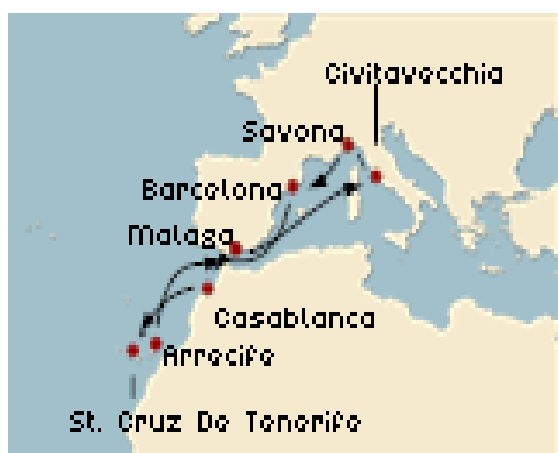 Civitavecchia
Savona
Barcelona
Malaga
Casablanca
Arrecife
St. Cruz De Tenerife